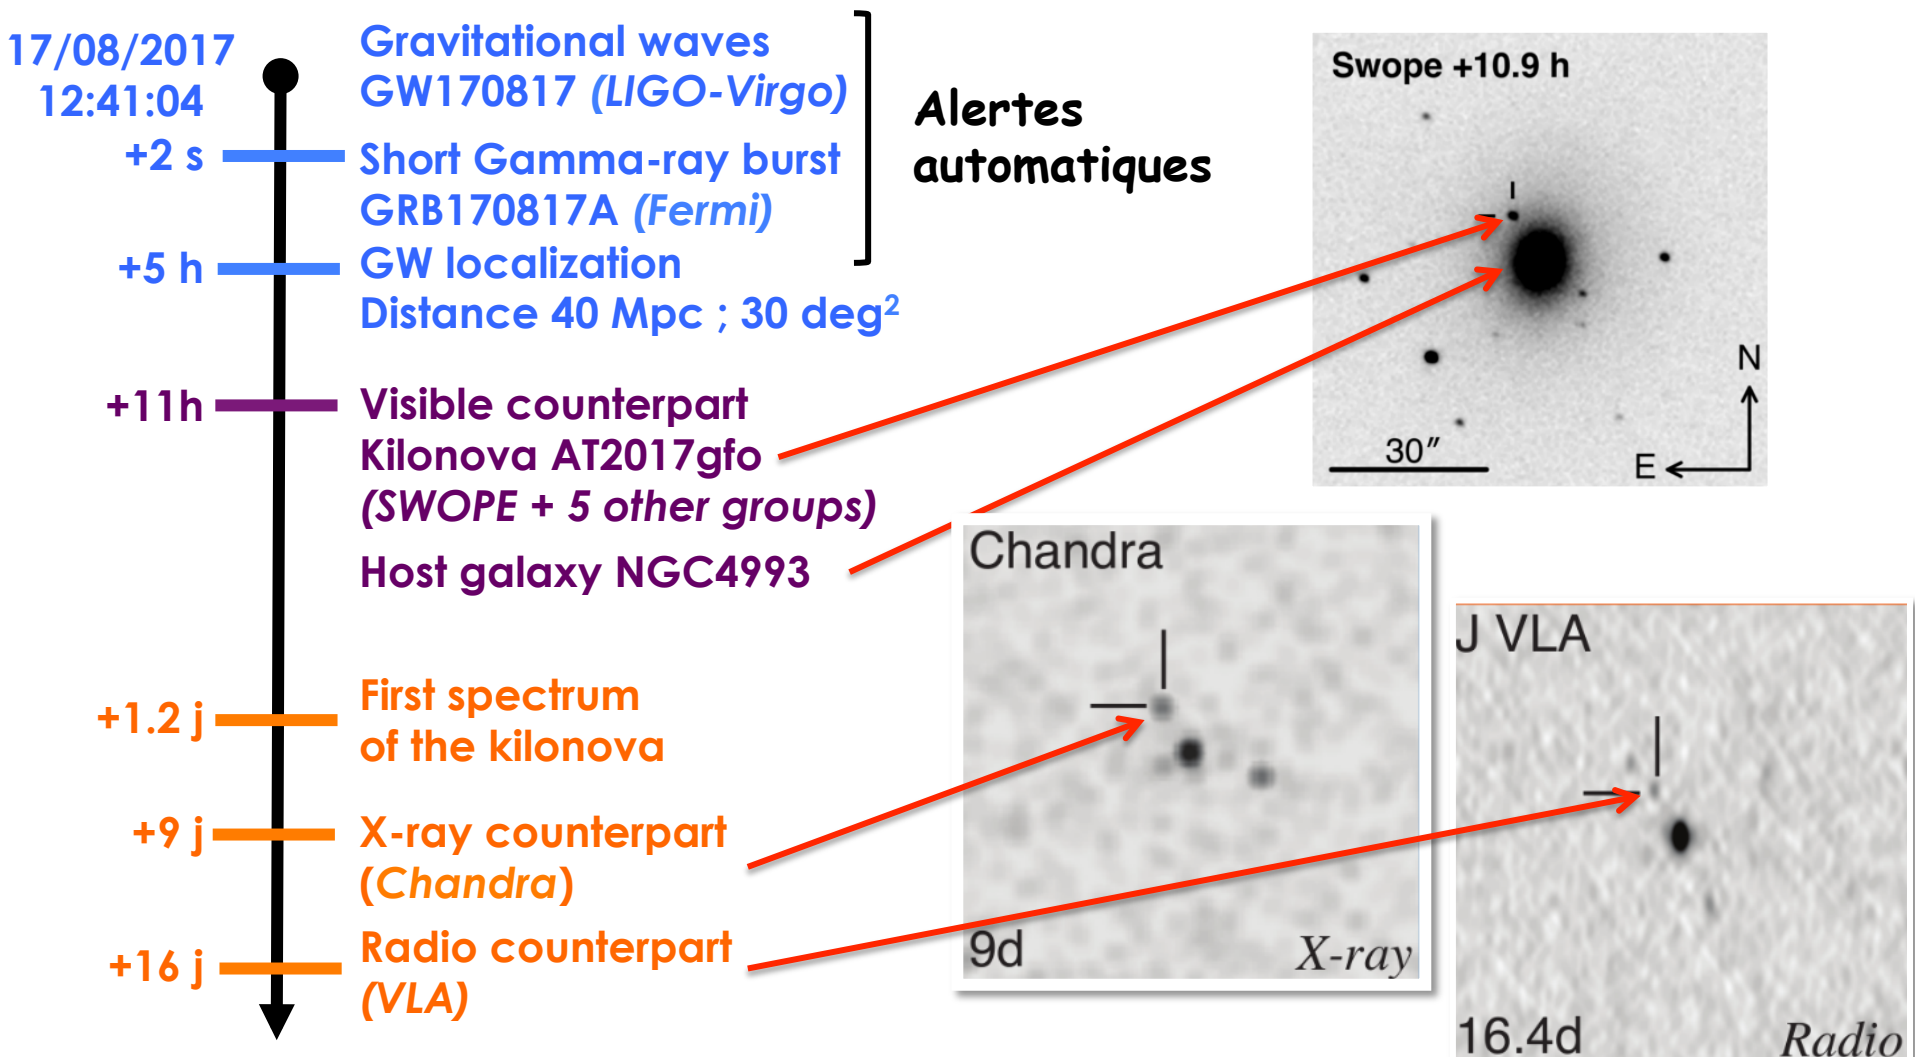 17/08/2017
12:41:04
Gravitational waves
GW170817 (LIGO-Virgo)
+2 s
Short Gamma-ray burst
GRB170817A (Fermi)
+5 h
GW localization
Distance 40 Mpc ; 30 deg²
Alertes
automatiques
+11h
Visible counterpart
Kilonova AT2017gfo
(SWOPE + 5 other groups)
Host galaxy NGC4993
+1.2 j
First spectrum
of the kilonova
+9 j
X-ray counterpart
(Chandra)
+16 j
Radio counterpart
(VLA)
Swope +10.9 h
30″
N
E
Chandra
9d
X-ray
J VLA
16.4d
Radio